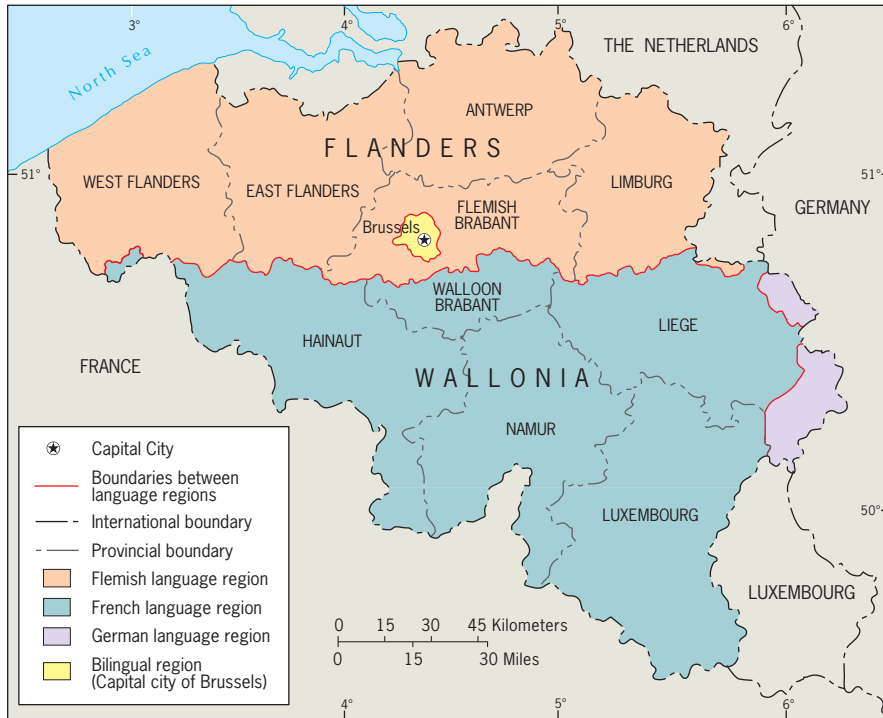 3°
4°
5°
6°
North Sea
THE NETHERLANDS
ANTWERP
FLANDERS
51°
WEST FLANDERS
EAST FLANDERS
LIMBURG
51°
FLEMISH
BRABANT
GERMANY
Brussels
WALLOON
BRABANT
HAINAUT
LIEGE
FRANCE
WALLONIA
NAMUR
LUXEMBOURG
50°
LUXEMBOURG
Capital City
Boundaries between
language regions
International boundary
Provincial boundary
Flemish language region
French language region
German language region
Bilingual region
(Capital city of Brussels)
0 15 30 45 Kilometers
0 15 30 Miles
4°
5°
6°